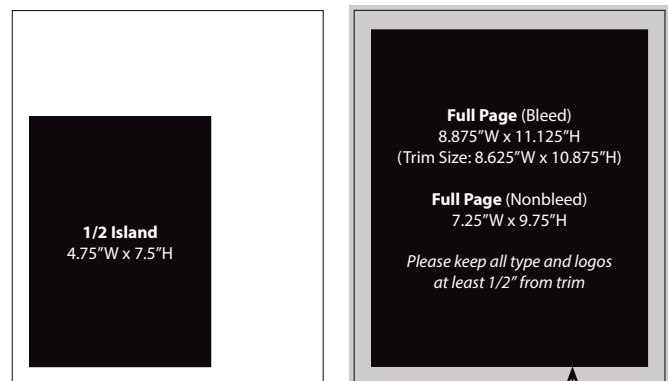 1/2 Island
4.75”W x 7.5”H
Full Page (Bleed)
8.875”W x 11.125”H
(Trim Size: 8.625”W x 10.875”H)
Full Page (Nonbleed)
7.25”W x 9.75”H
Please keep all type and logos
at least 1/2” from trim